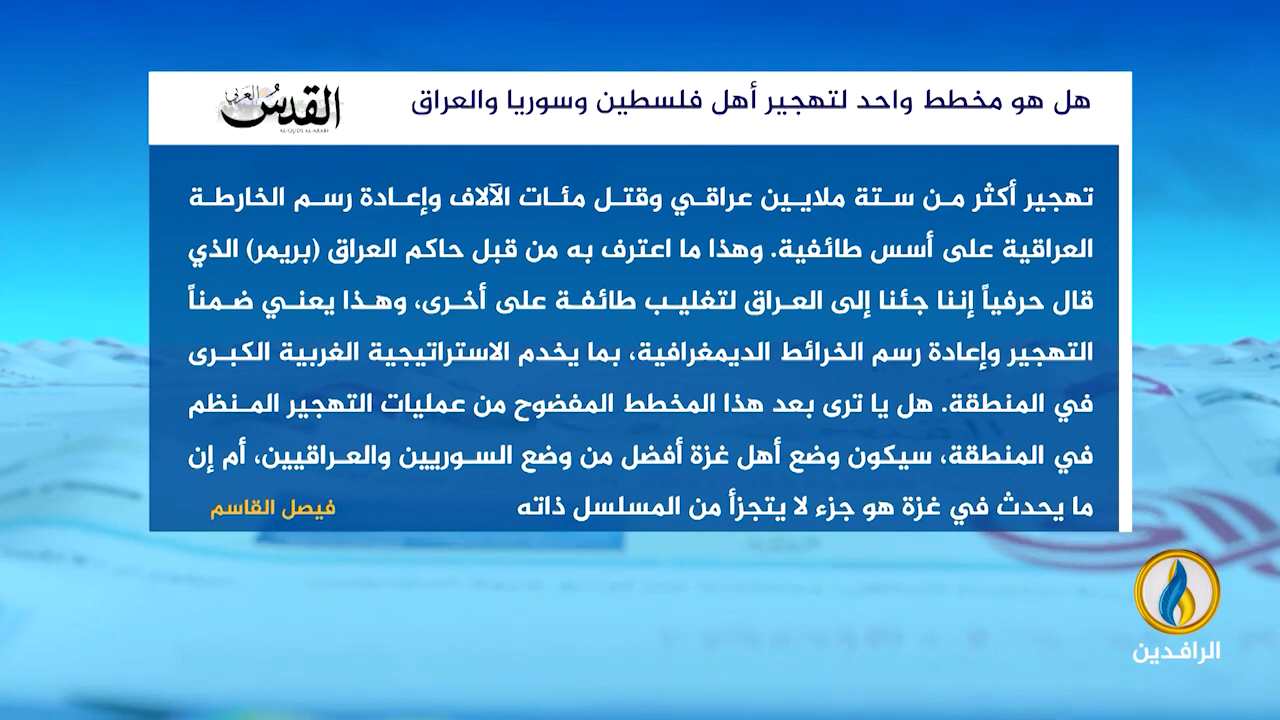 هل هو مخطط واحد لتهجير أهل فلسطين وسوريا والعراق
القدس العربي
AL-QUDS AL-ARABI
تهجير أكثر من ستة ملايين عراقي وقتل مئات الآلاف وإعادة رسم الخارطة
العراقية على أسس طائفية. وهذا ما اعترف به من قبل حاكم العراق (بريمر) الذي
قال حرفياً إننا جئنا إلى العراق لتغليب طائفة على أخرى، وهذا يعني ضمناً
التهجير وإعادة رسم الخرائط الديمغرافية، بما يخدم الاستراتيجية الغربية الكبرى
في المنطقة. هل يا ترى بعد هذا المخطط المفضوح من عمليات التهجير المنظم
في المنطقة، سيكون وضع أهل غزة أفضل من وضع السوريين والعراقيين، أم إن
ما يحدث في غزة هو جزء لا يتجزأ من المسلسل ذاته
فيصل القاسم
الرافدين